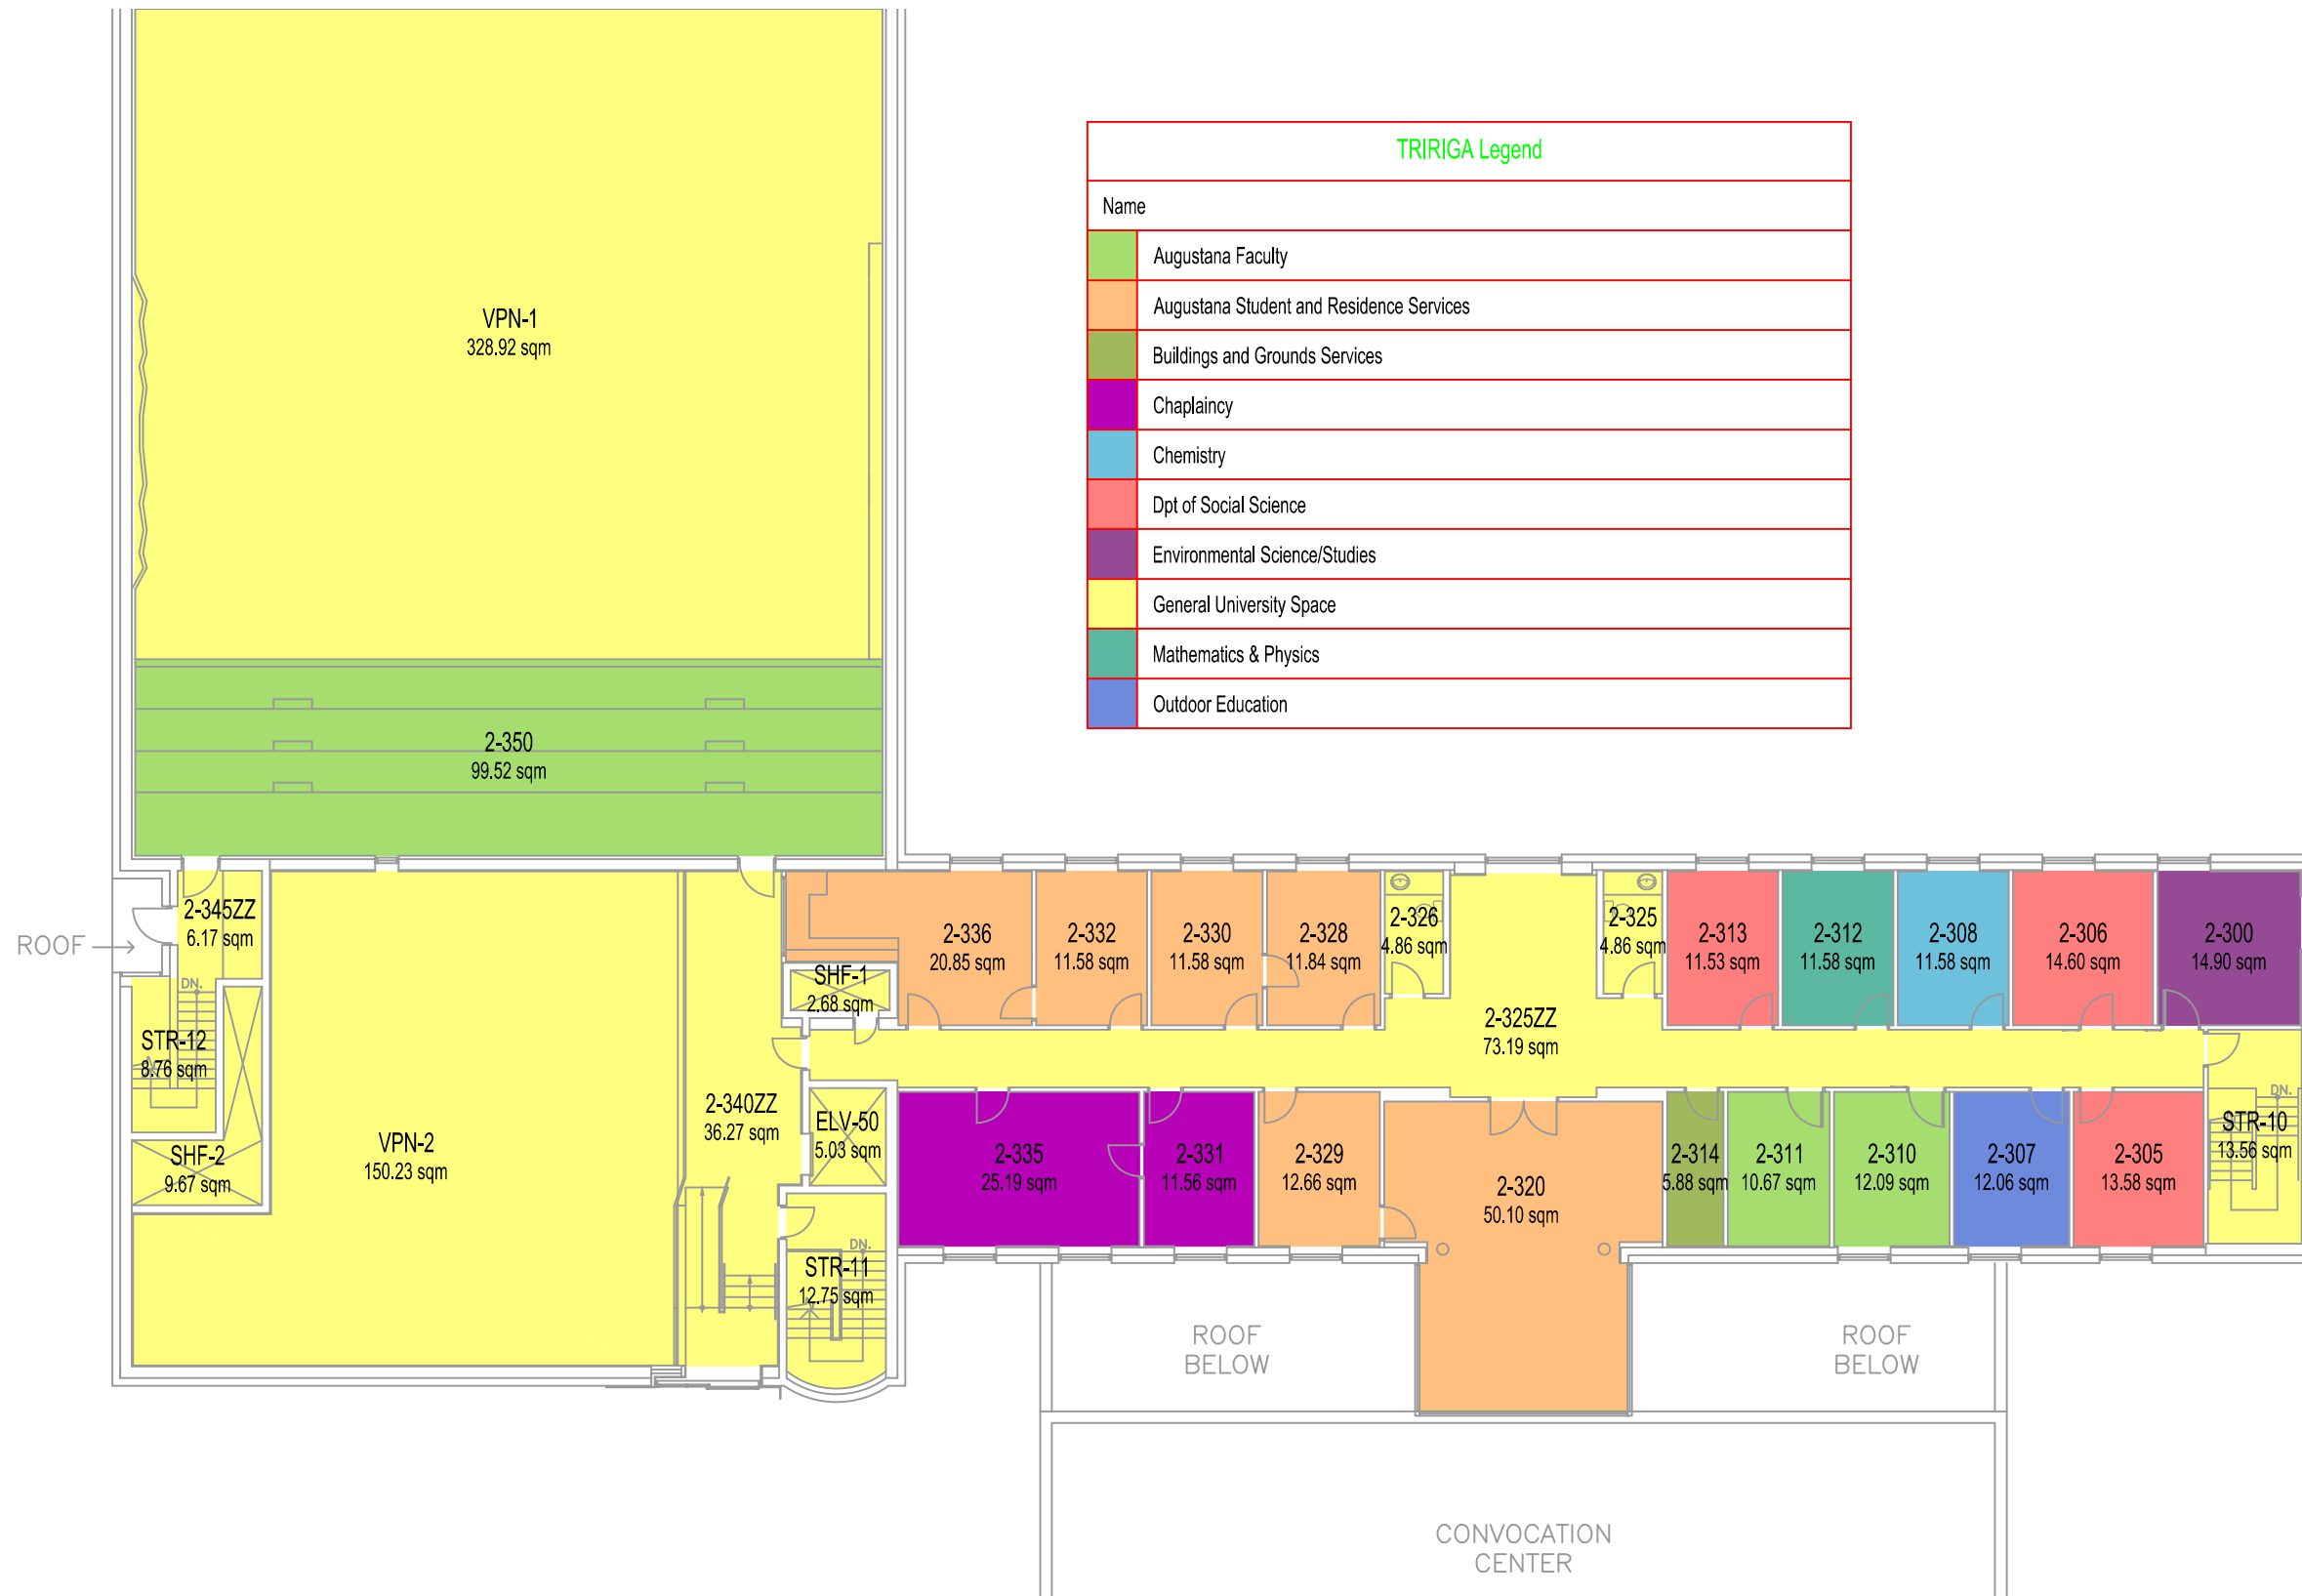 TRIRIGA Legend
Name
Augustana Faculty
Augustana Student and Residence Services
Buildings and Grounds Services
Chaplaincy
Chemistry
Dpt of Social Science
Environmental Science/Studies
General University Space
Mathematics & Physics
Outdoor Education
VPN-1
328.92 sqm
2-350
99.52 sqm
ROOF
2-345ZZ
6.17 sqm
DN.
STR-12
8.76 sqm
SHF-2
9.67 sqm
VPN-2
150.23 sqm
2-340ZZ
36.27 sqm
SHF-1
2.68 sqm
ELV-50
5.03 sqm
DN.
STR-11
12.75 sqm
2-336
20.85 sqm
2-332
11.58 sqm
2-330
11.58 sqm
2-328
11.84 sqm
2-326
4.86 sqm
2-325
4.86 sqm
2-325ZZ
73.19 sqm
2-313
11.53 sqm
2-312
11.58 sqm
2-308
11.58 sqm
2-306
14.60 sqm
2-300
14.90 sqm
2-335
25.19 sqm
2-331
11.56 sqm
2-329
12.66 sqm
2-320
50.10 sqm
2-314
5.88 sqm
2-311
10.67 sqm
2-310
12.09 sqm
2-307
12.06 sqm
2-305
13.58 sqm
DN.
STR-10
13.56 sqm
ROOF
BELOW
ROOF
BELOW
CONVOCATION
CENTER